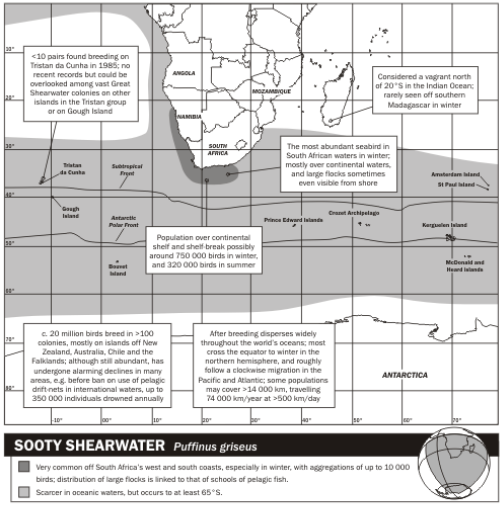 10°
<10 pairs found breeding on
Tristan da Cunha in 1985; no
recent records but could be
overlooked among vast Great
Shearwater colonies on other
islands in the Tristan group
or on Gough Island
ANGOLA
MOZAMBIQUE
Considered a vagrant north
of 20°S in the Indian Ocean;
rarely seen off southern
Madagascar in winter
20°
NAMIBIA
SOUTH
AFRICA
The most abundant seabird in
South African waters in winter;
mostly over continental waters,
and large flocks sometimes
even visible from shore
30°
Tristan
da Cunha
Subtropical
Front
Amsterdam Island
St Paul Island
40°
Gough
Island
Antarctic
Polar Front
Prince Edward Islands
Crozet Archipelago
Kerguelen Island
Population over continental
shelf and shelf-break possibly
around 750 000 birds in winter,
and 320 000 birds in summer
50°
Bouvet
Island
McDonald and
Heard Islands
60°
c. 20 million birds breed in >100
colonies, mostly on islands off New
Zealand, Australia, Chile and the
Falklands; although still abundant, has
undergone alarming declines in many
areas, e.g. before ban on use of pelagic
drift-nets in international waters, up to
350 000 individuals drowned annually
After breeding disperses widely
throughout the world's oceans; most
cross the equator to winter in the
northern hemisphere, and roughly
follow a clockwise migration in the
Pacific and Atlantic; some populations
may cover >14 000 km, travelling
74 000 km/year at >500 km/day
70°
ANTARCTICA
80°
-10° 0° 10° 20° 30° 40° 50° 60° 70°
SOOTY SHEARWATER Puffinus griseus
Very common off South Africa's west and south coasts, especially in winter, with aggregations of up to 10 000
birds; distribution of large flocks is linked to that of schools of pelagic fish.
Scarcer in oceanic waters, but occurs to at least 65°S.